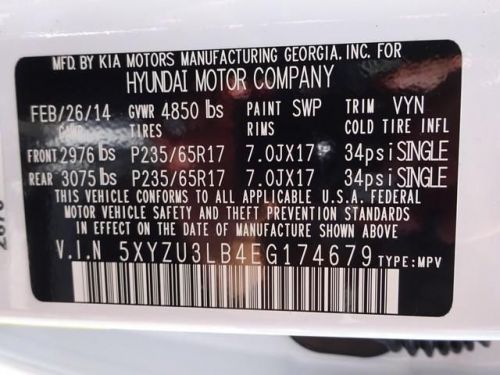 MFD. BY KIA MOTORS MANUFACTURING GEORGIA. INC. FOR
HYUNDAI MOTOR COMPANY
FEB/26/14 GVWR 4850 lbs PAINT SWP TRIM VYN
GAWR TIRES RIMS COLD TIRE INFL
FRONT 2976 lbs P235/65R17 7.0JX17 34psi SINGLE
REAR 3075 lbs P235/65R17 7.0JX17 34psi SINGLE
THIS VEHICLE CONFORMS TO ALL APPLICABLE U.S.A. FEDERAL
MOTOR VEHICLE SAFETY AND THEFT PREVENTION STANDARDS
IN EFFECT ON THE DATE OF MANUFACTURE SHOWN ABOVE.
V.I.N 5XYZU3LB4EG174679 TYPE:MPV